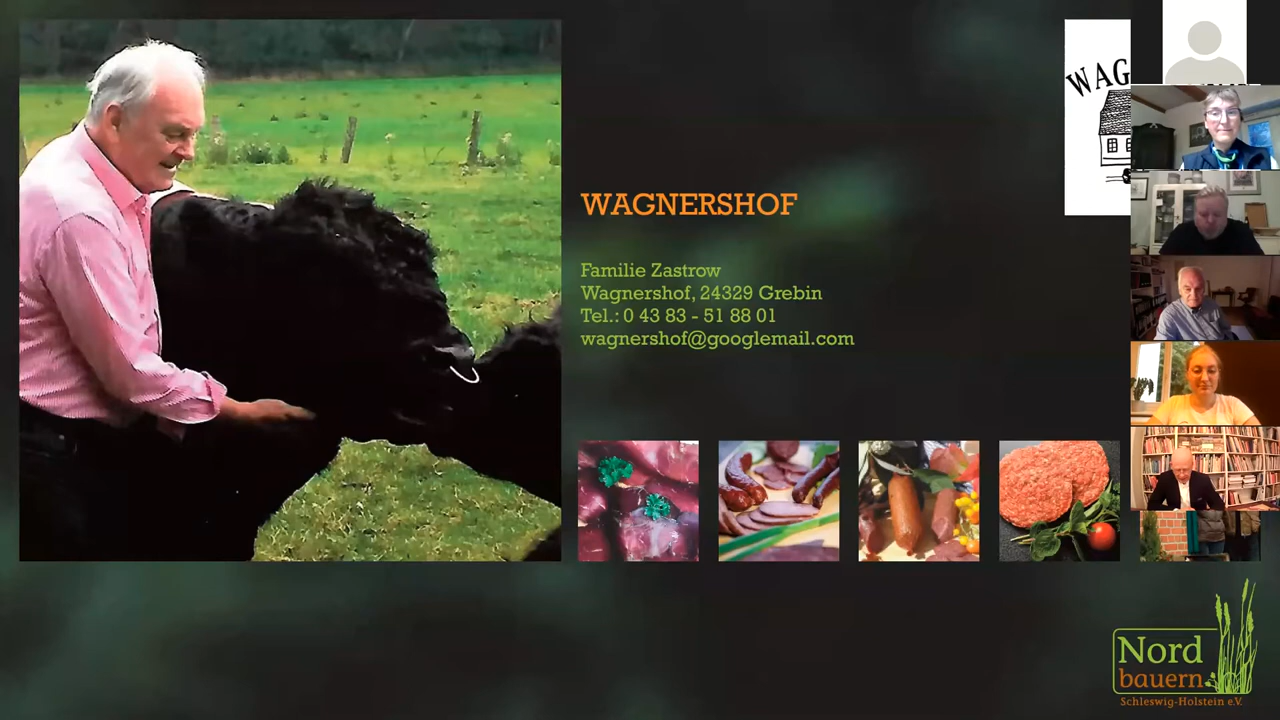 WAG
WAGNERSHOF
Familie Zastrow
Wagnershof, 24329 Grebin
Tel.: 0 43 83 - 51 88 01
wagnershof@googlemail.com
Nord
bauern
Schleswig-Holstein e.V.